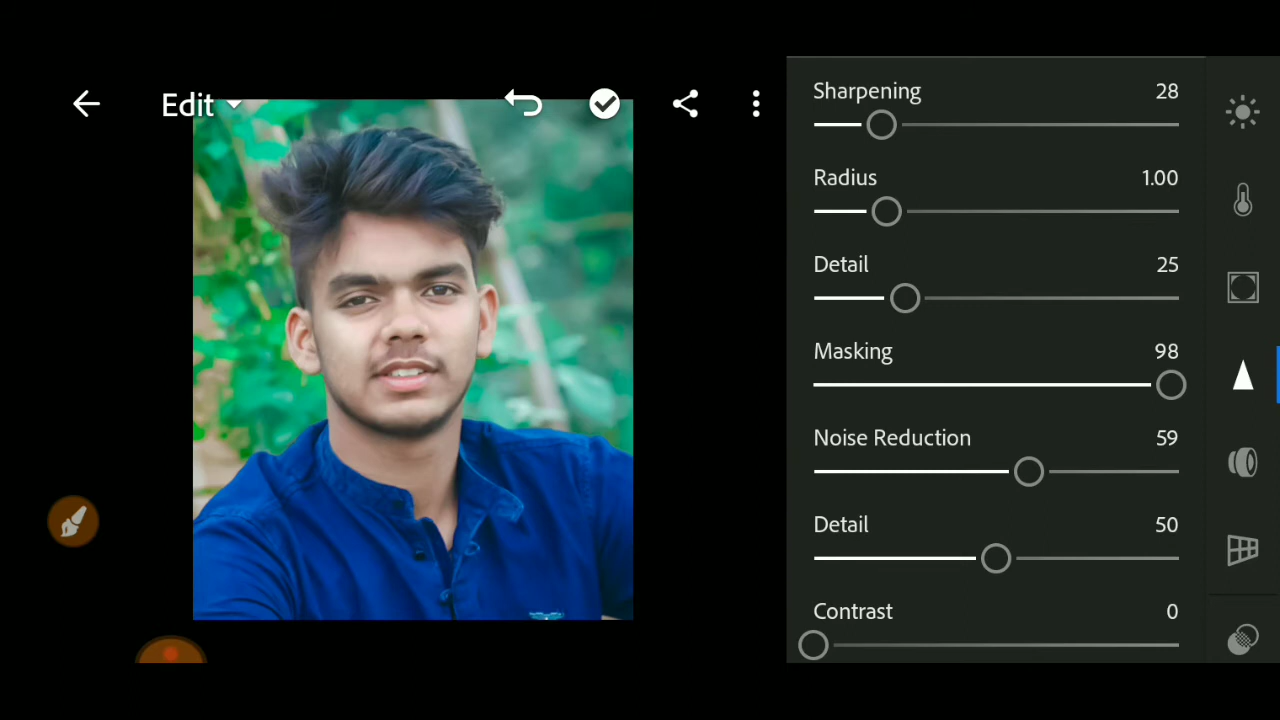 Edit
Sharpening 28
Radius 1.00
Detail 25
Masking 98
Noise Reduction 59
Detail 50
Contrast 0